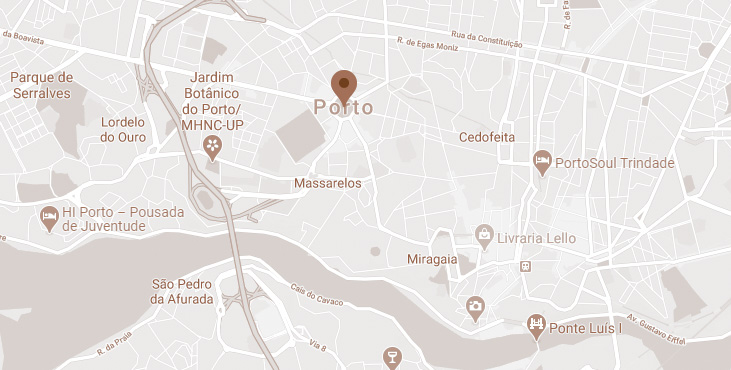 da Boavista
R. de Egas Moniz
Rua da Constituição
R. de Fa
Parque de
Serralves
Jardim
Botânico
do Porto/
MHNC-UP
Porto
Lordelo
do Ouro
Cedofeita
PortoSoul Trindade
Massarelos
HI Porto – Pousada
de Juventude
Livraria Lello
Miragaia
São Pedro
da Afurada
Cais do Cavaco
R. da Praia
Via 8
Ponte Luís I
Av. Gustavo Eiffel